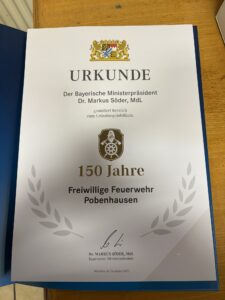 URKUNDE
Der Bayerische Ministerpräsident
Dr. Markus Söder, MdL
150 Jahre
Freiwillige Feuerwehr
Pobenhausen
Dr. MARKUS SÖDER, MdL